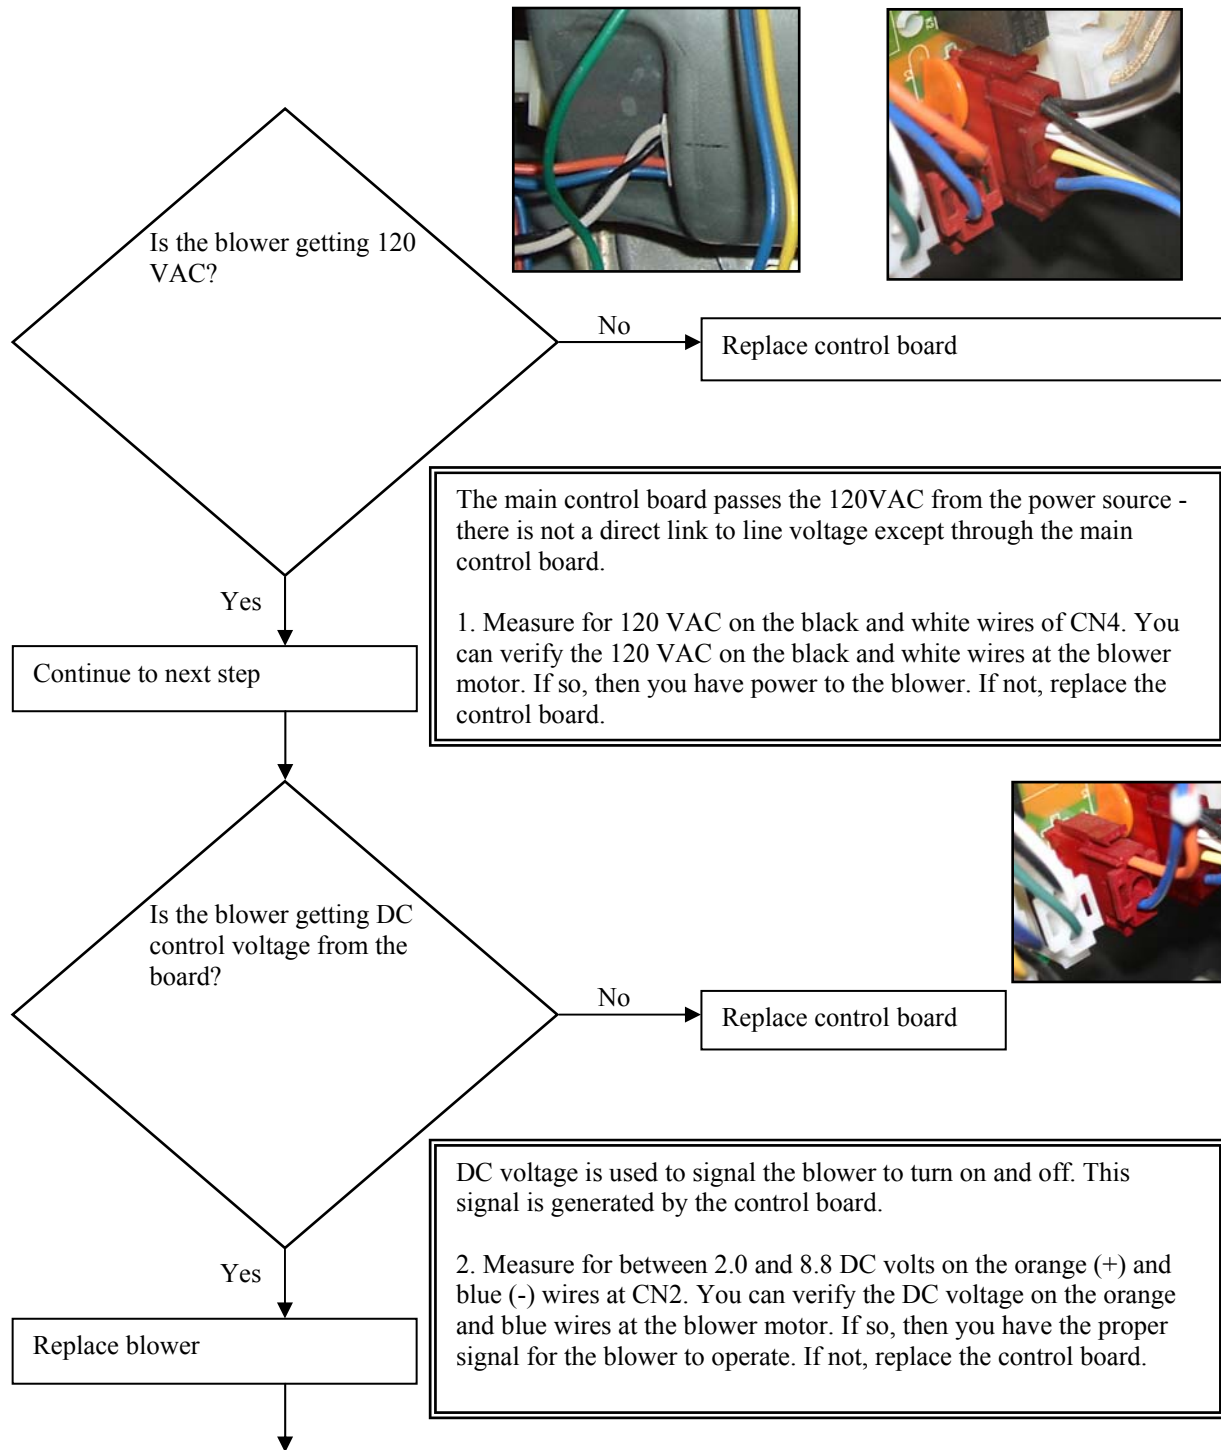 Is the blower getting 120
VAC?
No
Replace control board
The main control board passes the 120VAC from the power source -
there is not a direct link to line voltage except through the main
control board.
1. Measure for 120 VAC on the black and white wires of CN4. You
can verify the 120 VAC on the black and white wires at the blower
motor. If so, then you have power to the blower. If not, replace the
control board.
Yes
Continue to next step
Is the blower getting DC
control voltage from the
board?
No
Replace control board
DC voltage is used to signal the blower to turn on and off. This
signal is generated by the control board.
2. Measure for between 2.0 and 8.8 DC volts on the orange (+) and
blue (-) wires at CN2. You can verify the DC voltage on the orange
and blue wires at the blower motor. If so, then you have the proper
signal for the blower to operate. If not, replace the control board.
Yes
Replace blower